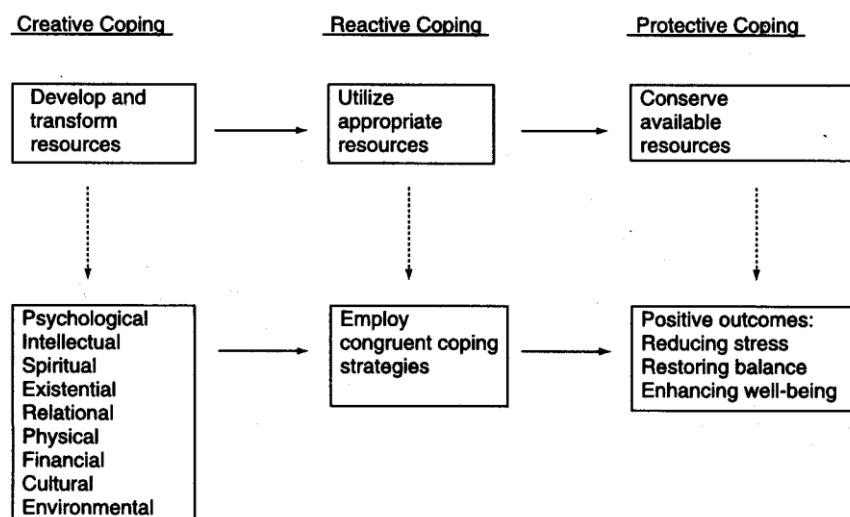 Creative Coping
Reactive Coping
Protective Coping
Develop and
transform
resources
Utilize
appropriate
resources
Conserve
available
resources
Psychological
Intellectual
Spiritual
Existential
Relational
Physical
Financial
Cultural
Environmental
Employ
congruent coping
strategies
Positive outcomes:
Reducing stress
Restoring balance
Enhancing well-being